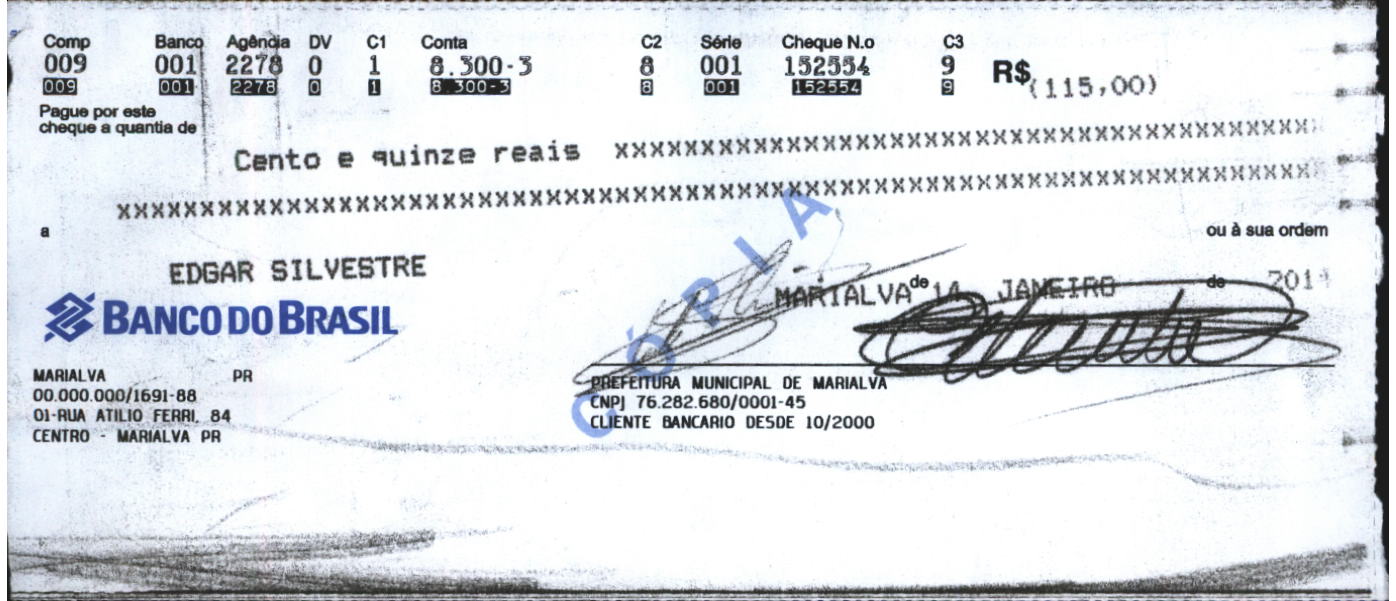 Comp Banco Agência DV C1 Conta C2 Série Cheque N.o C3
009 001 2278 0 1 8.300-3 8 001 152554 9 R$ (115,00)
009 001 2278 0 1 8.300-3 8 001 152554 9
Pague por este
cheque a quantia de
Cento e quinze reais XXXXXXXXXXXXXXXXXXXXXXXXXXXXXXXXXXXXXXXXXXXXXXXXXXX
XXXXXXXXXXXXXXXXXXXXXXXXXXXXXXXXXXXXXXXXXXXXXXXXXXXXXXXXXXXXXXXXXXXXXXXXXXXXXXXXXXXXXX
a ou à sua ordem
EDGAR SILVESTRE
MARIALVA de 14 JANEIRO de 2014
BANCO DO BRASIL
CÓPIA
MARIALVA PR
00.000.000/1691-88
01-RUA ATILIO FERRI, 84
CENTRO - MARIALVA PR
PREFEITURA MUNICIPAL DE MARIALVA
CNPJ 76.282.680/0001-45
CLIENTE BANCARIO DESDE 10/2000